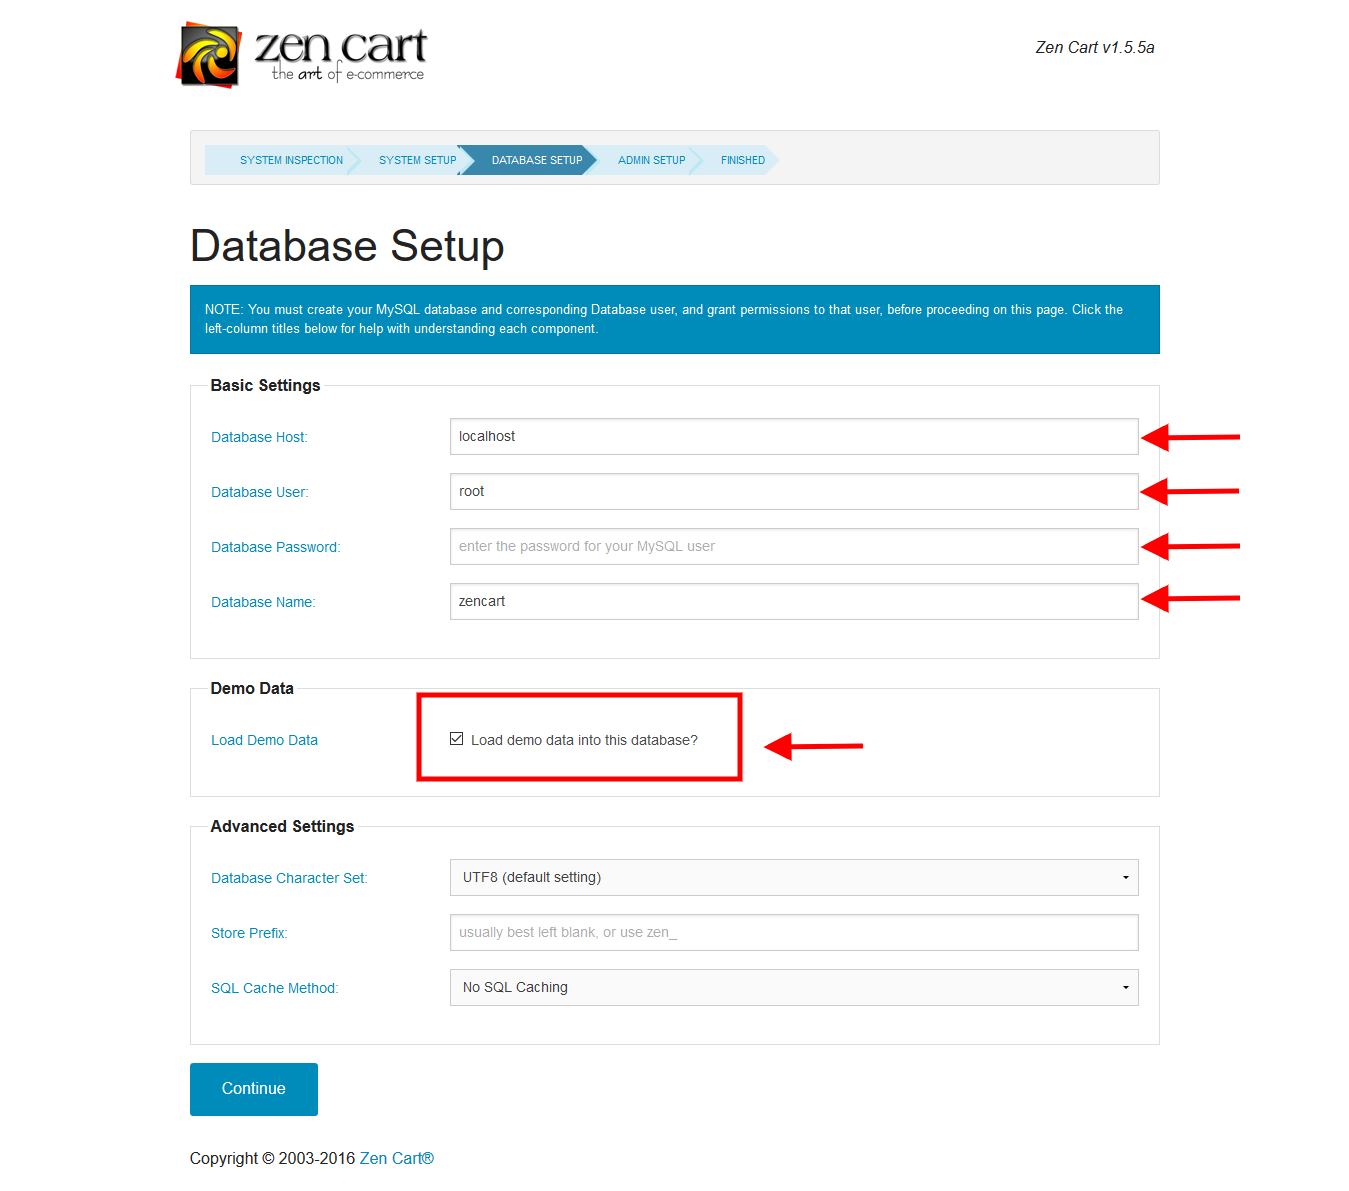 zen cart
the art of e-commerce
Zen Cart v1.5.5a
SYSTEM INSPECTION
SYSTEM SETUP
DATABASE SETUP
ADMIN SETUP
FINISHED
Database Setup
NOTE: You must create your MySQL database and corresponding Database user, and grant permissions to that user, before proceeding on this page. Click the
left-column titles below for help with understanding each component.
Basic Settings
Database Host:
localhost
Database User:
root
Database Password:
enter the password for your MySQL user
Database Name:
zencart
Demo Data
Load Demo Data
Load demo data into this database?
Advanced Settings
Database Character Set:
UTF8 (default setting)
Store Prefix:
usually best left blank, or use zen_
SQL Cache Method:
No SQL Caching
Continue
Copyright © 2003-2016 Zen Cart®